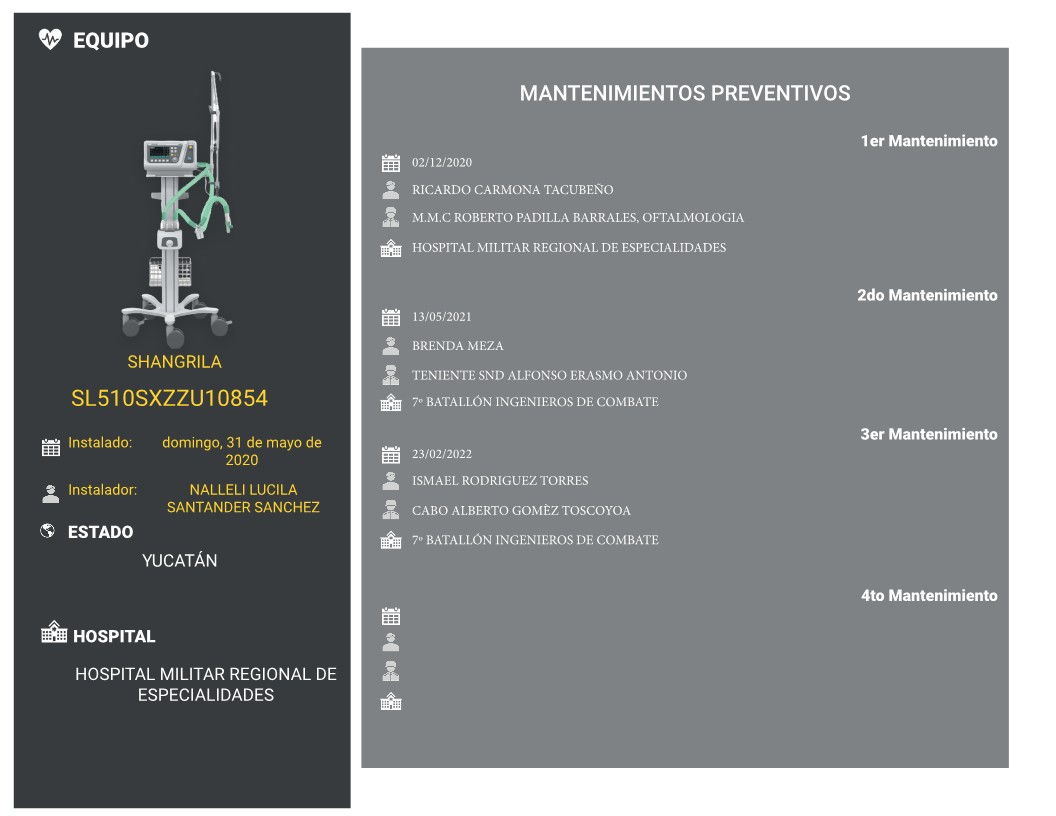 EQUIPO
SHANGRILA
SL510SXZZU10854
Instalado: domingo, 31 de mayo de
2020
Instalador: NALLELI LUCILA
SANTANDER SANCHEZ
ESTADO
YUCATÁN
HOSPITAL
HOSPITAL MILITAR REGIONAL DE
ESPECIALIDADES
MANTENIMIENTOS PREVENTIVOS
1er Mantenimiento
02/12/2020
RICARDO CARMONA TACUBEÑO
M.M.C ROBERTO PADILLA BARRALES, OFTALMOLOGIA
HOSPITAL MILITAR REGIONAL DE ESPECIALIDADES
2do Mantenimiento
13/05/2021
BRENDA MEZA
TENIENTE SND ALFONSO ERASMO ANTONIO
7º BATALLÓN INGENIEROS DE COMBATE
3er Mantenimiento
23/02/2022
ISMAEL RODRIGUEZ TORRES
CABO ALBERTO GOMÈZ TOSCOYOA
7º BATALLÓN INGENIEROS DE COMBATE
4to Mantenimiento